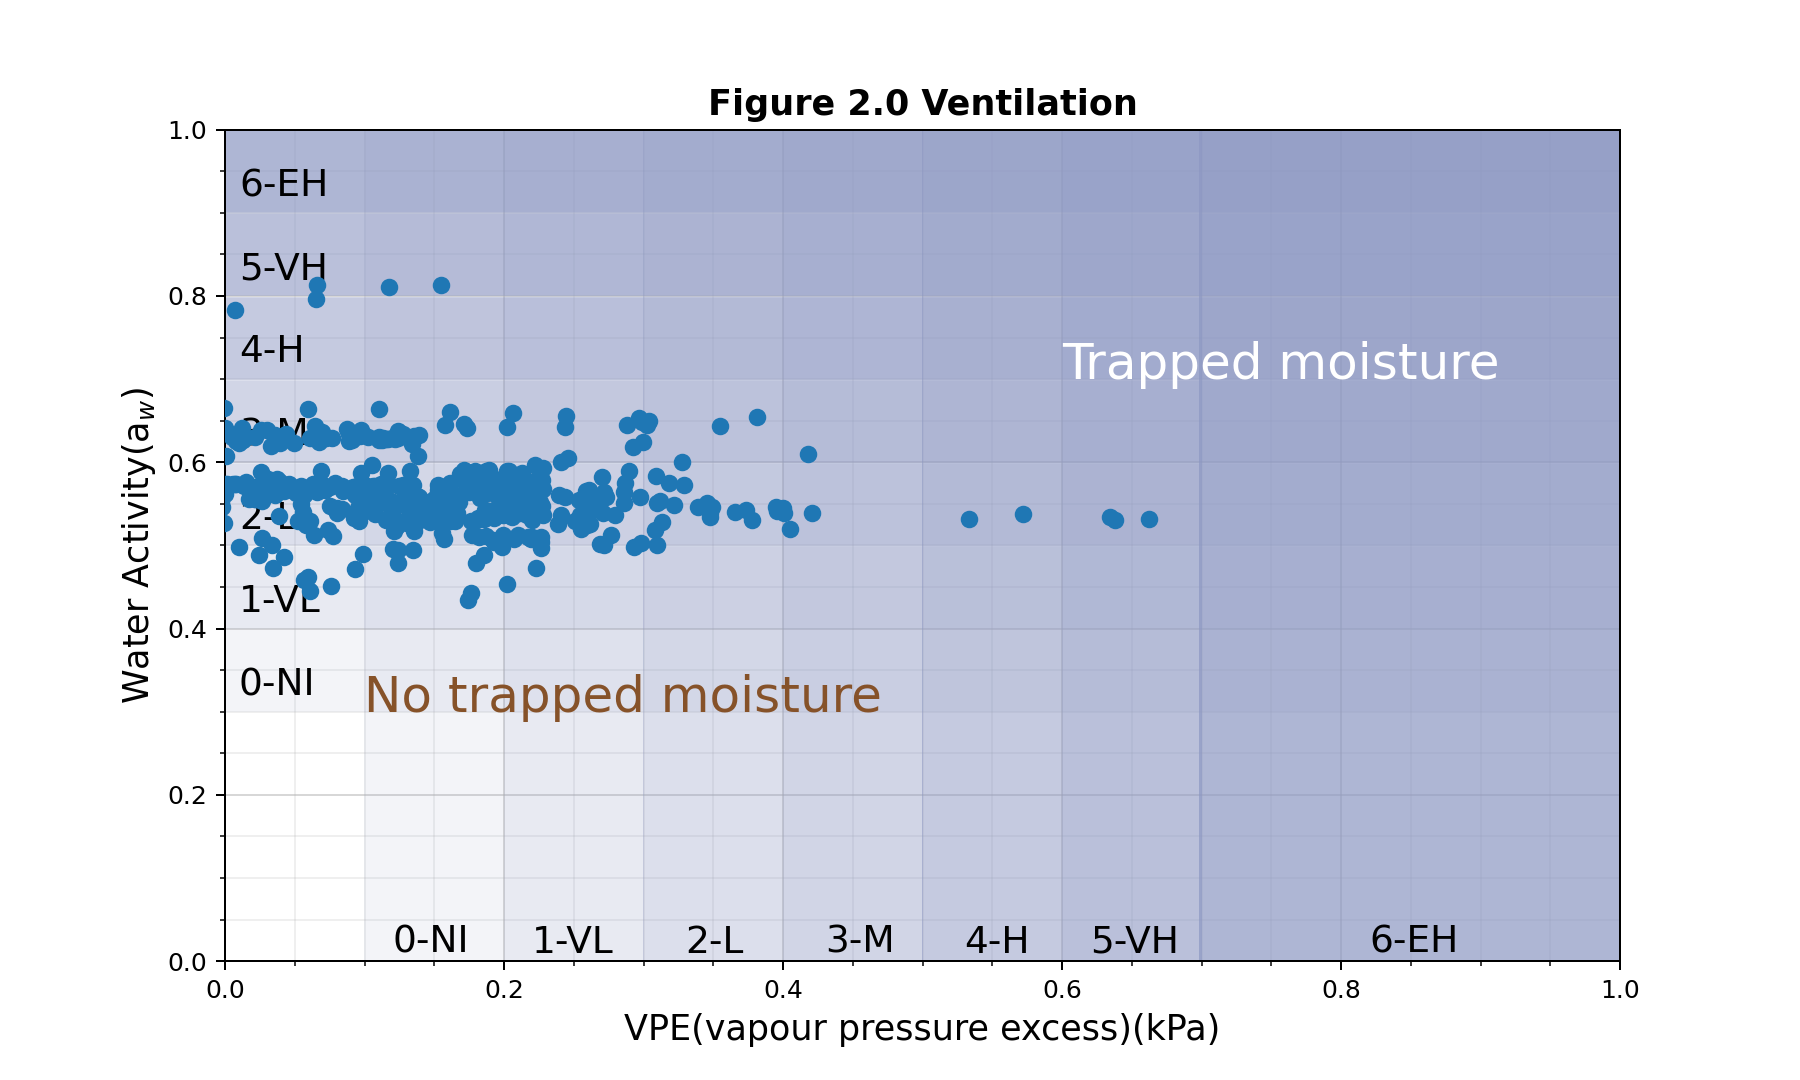 Figure 2.0 Ventilation
1.0
6-EH
5-VH
0.8
4-H
Trapped moisture
3-M
0.6
2-L
1-VL
0.4
0-NI
No trapped moisture
0.2
0-NI 1-VL 2-L 3-M 4-H 5-VH 6-EH
0.0
0.0 0.2 0.4 0.6 0.8 1.0
VPE(vapour pressure excess)(kPa)
Water Activity(a_w)